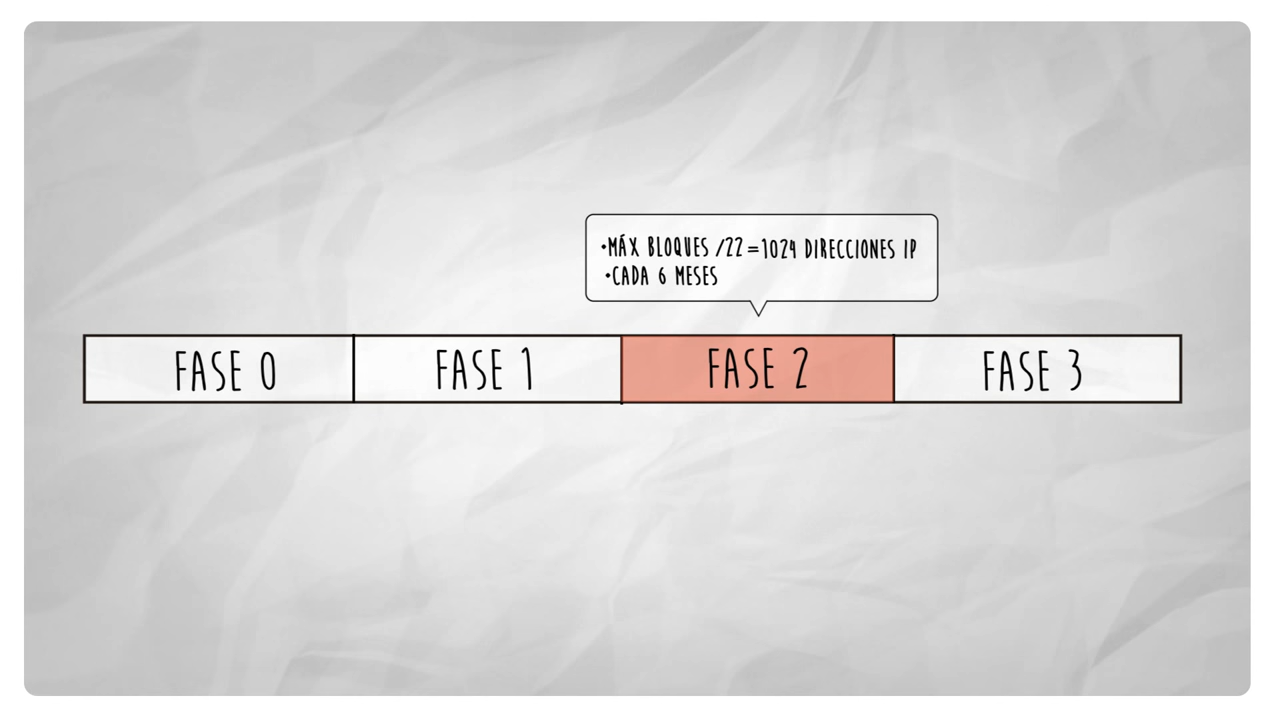 •MÁX BLOQUES /22=1024 DIRECCIONES IP
•CADA 6 MESES
FASE 0
FASE 1
FASE 2
FASE 3